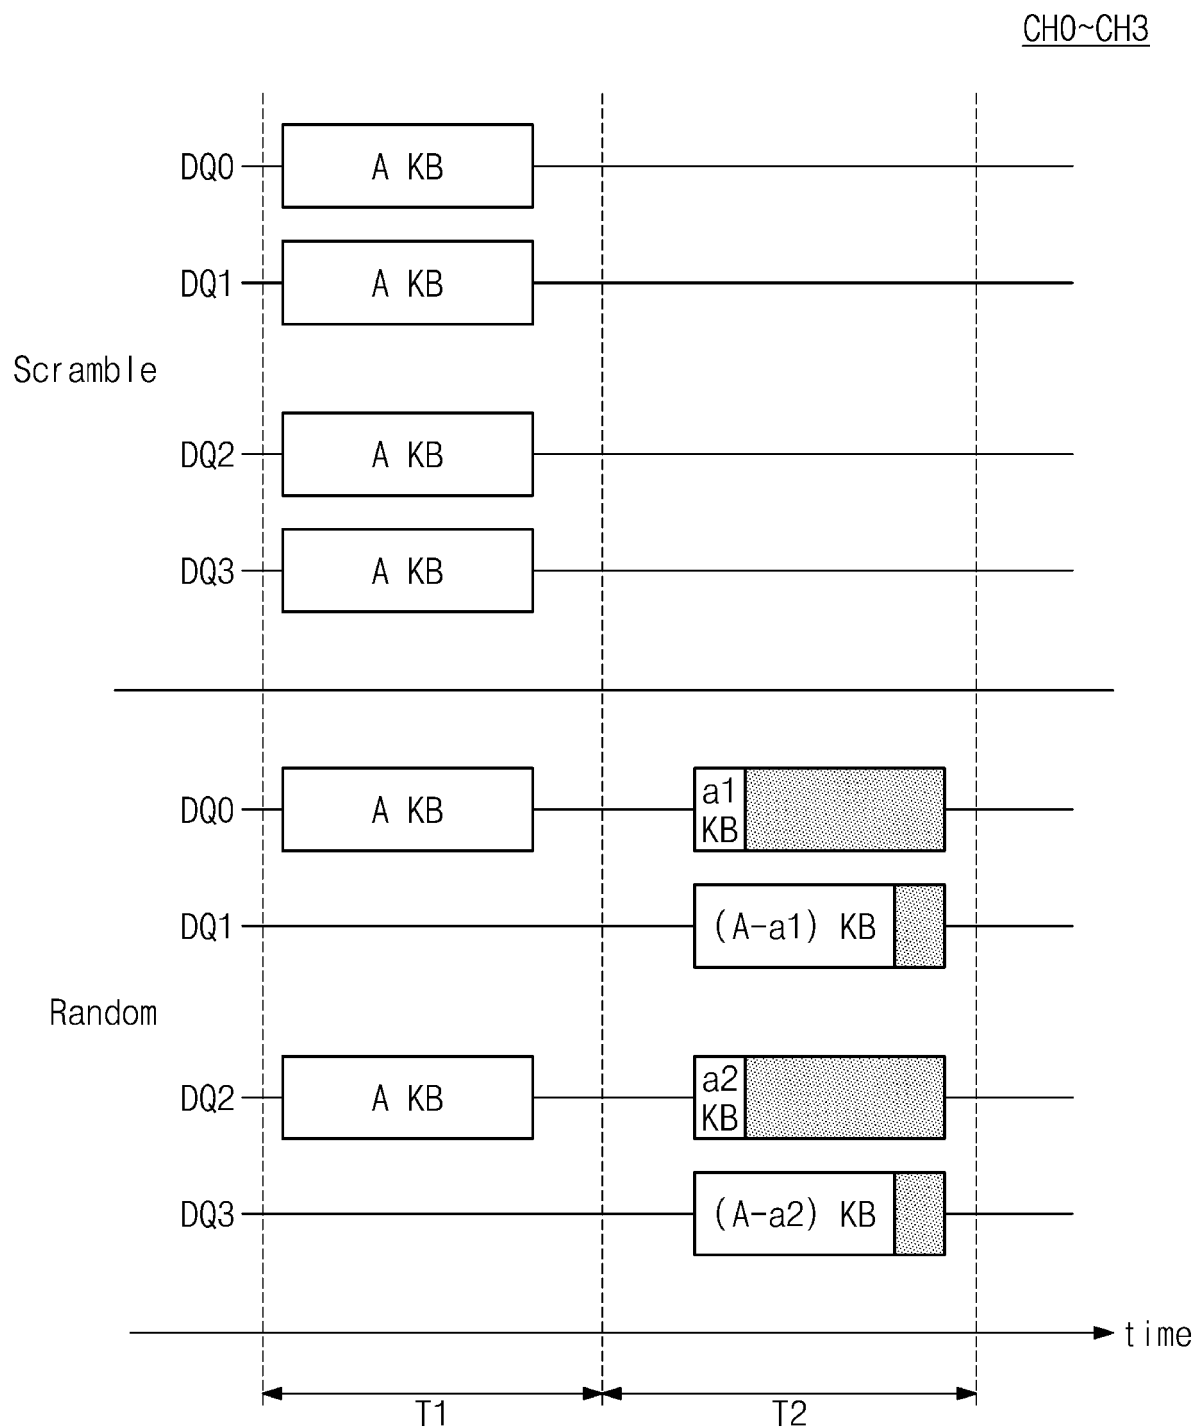 CH0~CH3
DQ0 A KB
DQ1 A KB
Scramble
DQ2 A KB
DQ3 A KB
DQ0 A KB a1 KB
DQ1 (A-a1) KB
Random
DQ2 A KB a2 KB
DQ3 (A-a2) KB
time
T1 T2